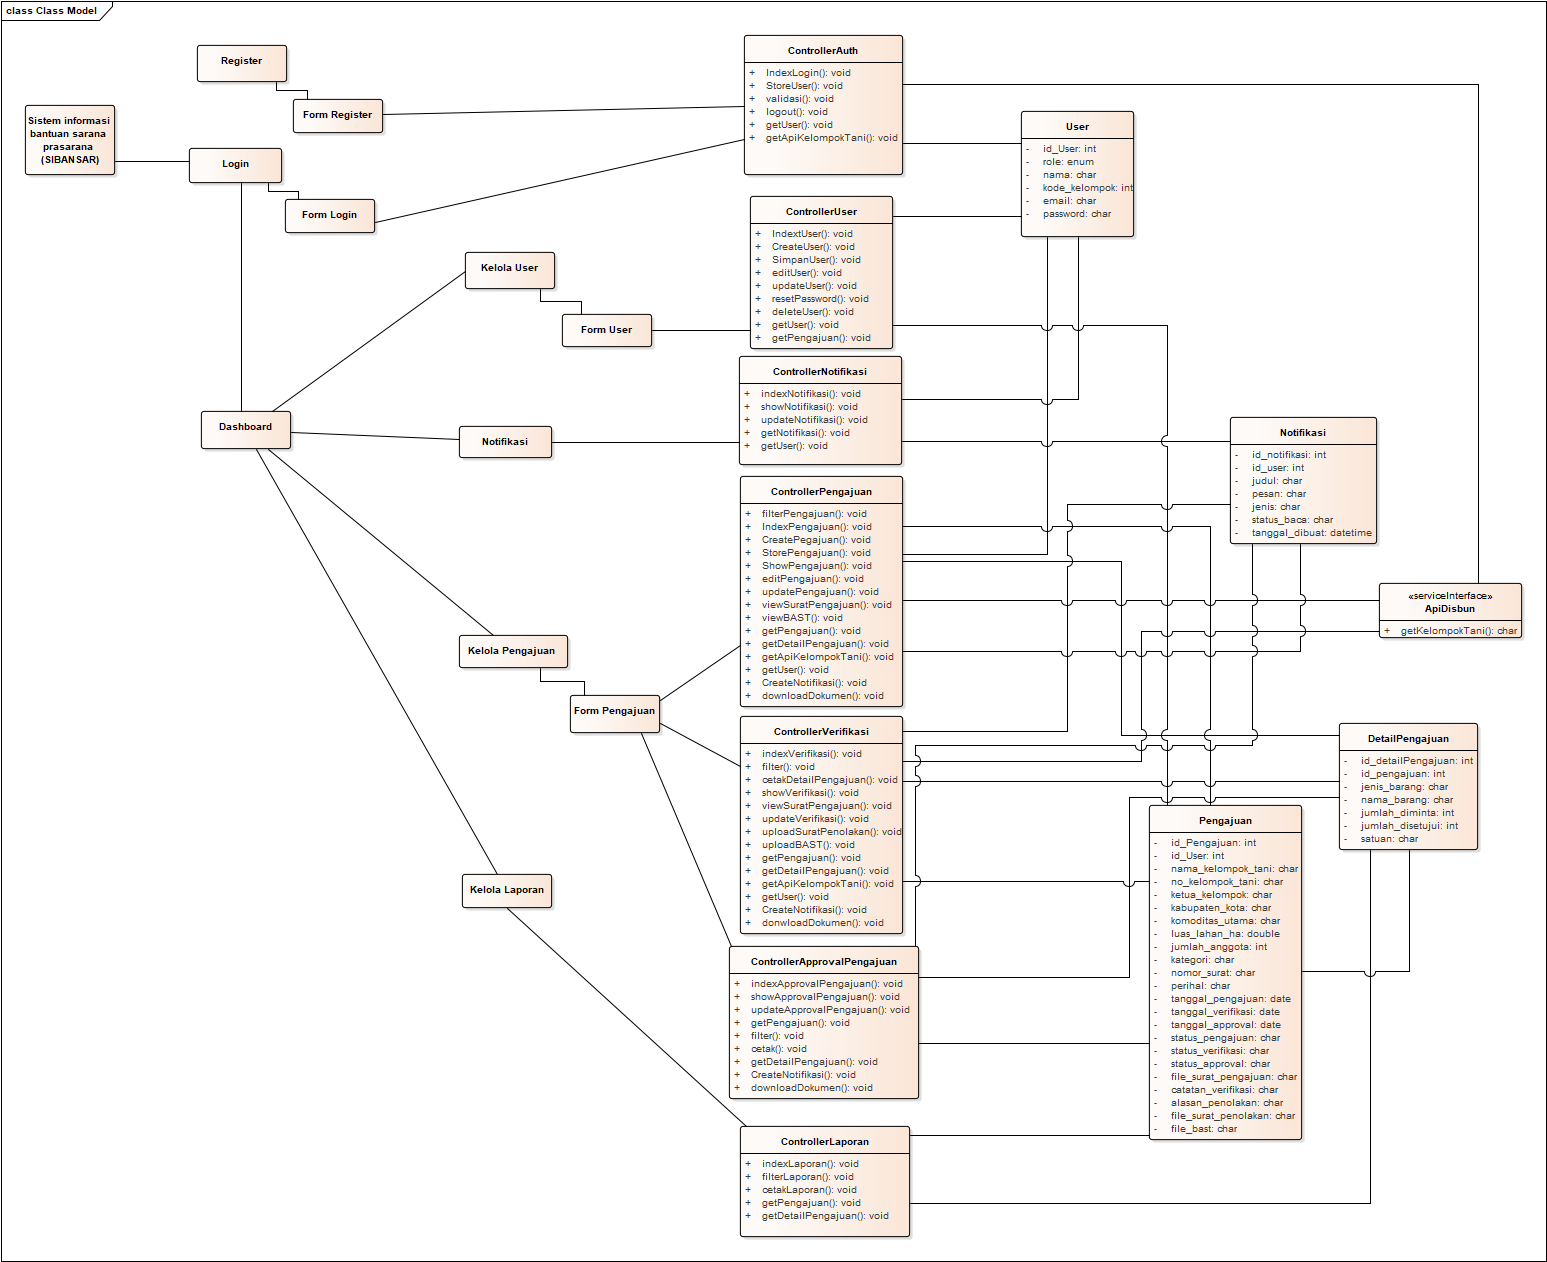 class Class Model
Register
Form Register
Sistem informasi
bantuan sarana
prasarana
(SIBANSAR)
Login
Form Login
Kelola User
Form User
Dashboard
Notifikasi
Kelola Pengajuan
Form Pengajuan
Kelola Laporan
ControllerAuth
+ IndexLogin(): void
+ StoreUser(): void
+ validasi(): void
+ logout(): void
+ getUser(): void
+ getApiKelompokTani(): void
ControllerUser
+ IndextUser(): void
+ CreateUser(): void
+ SimpanUser(): void
+ editUser(): void
+ updateUser(): void
+ resetPassword(): void
+ deleteUser(): void
+ getUser(): void
+ getPengajuan(): void
ControllerNotifikasi
+ indexNotifikasi(): void
+ showNotifikasi(): void
+ updateNotifikasi(): void
+ getNotifikasi(): void
+ getUser(): void
ControllerPengajuan
+ filterPengajuan(): void
+ IndexPengajuan(): void
+ CreatePegajuan(): void
+ StorePengajuan(): void
+ ShowPengajuan(): void
+ editPengajuan(): void
+ updatePengajuan(): void
+ viewSuratPengajuan(): void
+ viewBAST(): void
+ getPengajuan(): void
+ getDetailPengajuan(): void
+ getApiKelompokTani(): void
+ getUser(): void
+ CreateNotifikasi(): void
+ downloadDokumen(): void
ControllerVerifikasi
+ indexVerifikasi(): void
+ filter(): void
+ cetakDetailPengajuan(): void
+ showVerifikasi(): void
+ viewSuratPengajuan(): void
+ updateVerifikasi(): void
+ uploadSuratPenolakan(): void
+ uploadBAST(): void
+ getPengajuan(): void
+ getDetailPengajuan(): void
+ getApiKelompokTani(): void
+ getUser(): void
+ CreateNotifikasi(): void
+ donwloadDokumen(): void
ControllerApprovalPengajuan
+ indexApprovalPengajuan(): void
+ showApprovalPengajuan(): void
+ updateApprovalPengajuan(): void
+ getPengajuan(): void
+ filter(): void
+ cetak(): void
+ getDetailPengajuan(): void
+ CreateNotifikasi(): void
+ downloadDokumen(): void
ControllerLaporan
+ indexLaporan(): void
+ filterLaporan(): void
+ cetakLaporan(): void
+ getPengajuan(): void
+ getDetailPengajuan(): void
User
- id_User: int
- role: enum
- nama: char
- kode_kelompok: int
- email: char
- password: char
Notifikasi
- id_notifikasi: int
- id_user: int
- judul: char
- pesan: char
- jenis: char
- status_baca: char
- tanggal_dibuat: datetime
«serviceInterface»
ApiDisbun
+ getKelompokTani(): char
DetailPengajuan
- id_detailPengajuan: int
- id_pengajuan: int
- jenis_barang: char
- nama_barang: char
- jumlah_diminta: int
- jumlah_disetujui: int
- satuan: char
Pengajuan
- id_Pengajuan: int
- id_User: int
- nama_kelompok_tani: char
- no_kelompok_tani: char
- ketua_kelompok: char
- kabupaten_kota: char
- komoditas_utama: char
- luas_lahan_ha: double
- jumlah_anggota: int
- kategori: char
- nomor_surat: char
- perihal: char
- tanggal_pengajuan: date
- tanggal_verifikasi: date
- tanggal_approval: date
- status_pengajuan: char
- status_verifikasi: char
- status_approval: char
- file_surat_pengajuan: char
- catatan_verifikasi: char
- alasan_penolakan: char
- file_surat_penolakan: char
- file_bast: char